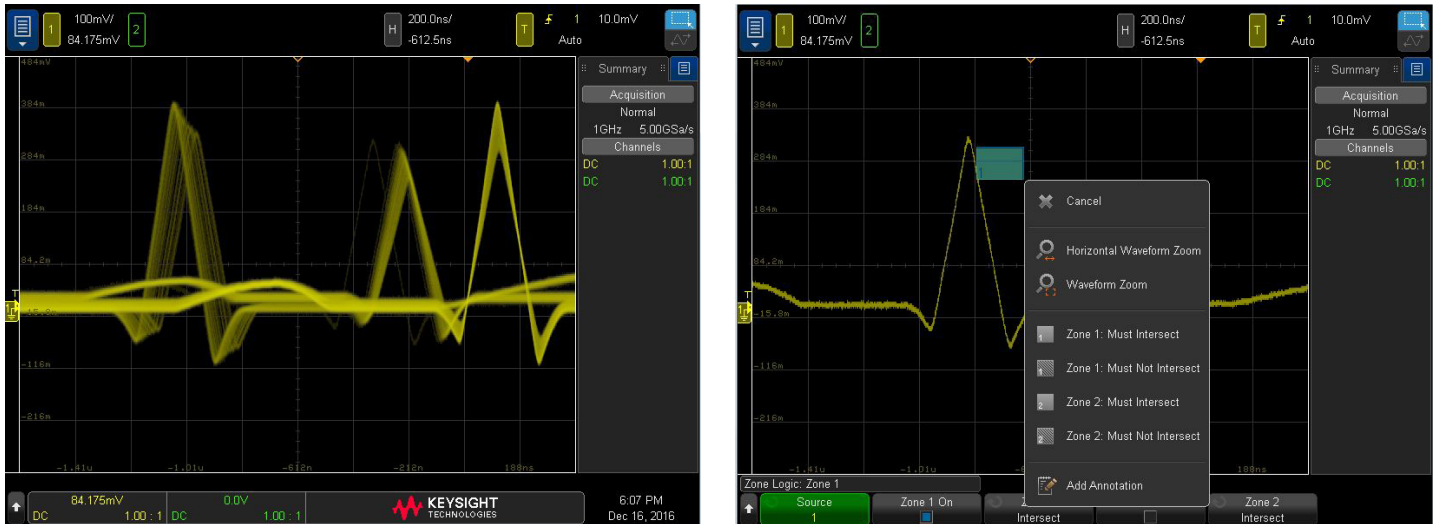 1
100mV/
84.175mV
2
H
200.0ns/
-612.5ns
T
1
10.0mV
Auto
484mV
384m
284m
184m
84.2m
-15.8m
-116m
-216m
T
1
-1.41u
-1.01u
-612n
-212n
188ns
Summary
Acquisition
Normal
1GHz 5.00GSa/s
Channels
DC 1.00:1
DC 1.00:1
84.175mV
DC 1.00 : 1
0.0V
DC 1.00 : 1
KEYSIGHT
TECHNOLOGIES
6:07 PM
Dec 16, 2016
1
100mV/
84.175mV
2
H
200.0ns/
-612.5ns
T
1
10.0mV
Auto
484mV
384m
284m
184m
84.2m
-15.8m
-116m
-216m
T
1
1
-1.41u
-1.01u
188ns
Cancel
Horizontal Waveform Zoom
Waveform Zoom
1 Zone 1: Must Intersect
1 Zone 1: Must Not Intersect
2 Zone 2: Must Intersect
2 Zone 2: Must Not Intersect
Add Annotation
Summary
Acquisition
Normal
1GHz 5.00GSa/s
Channels
DC 1.00:1
DC 1.00:1
Zone Logic: Zone 1
Source
1
Zone 1 On
Intersect
Zone 2
Intersect